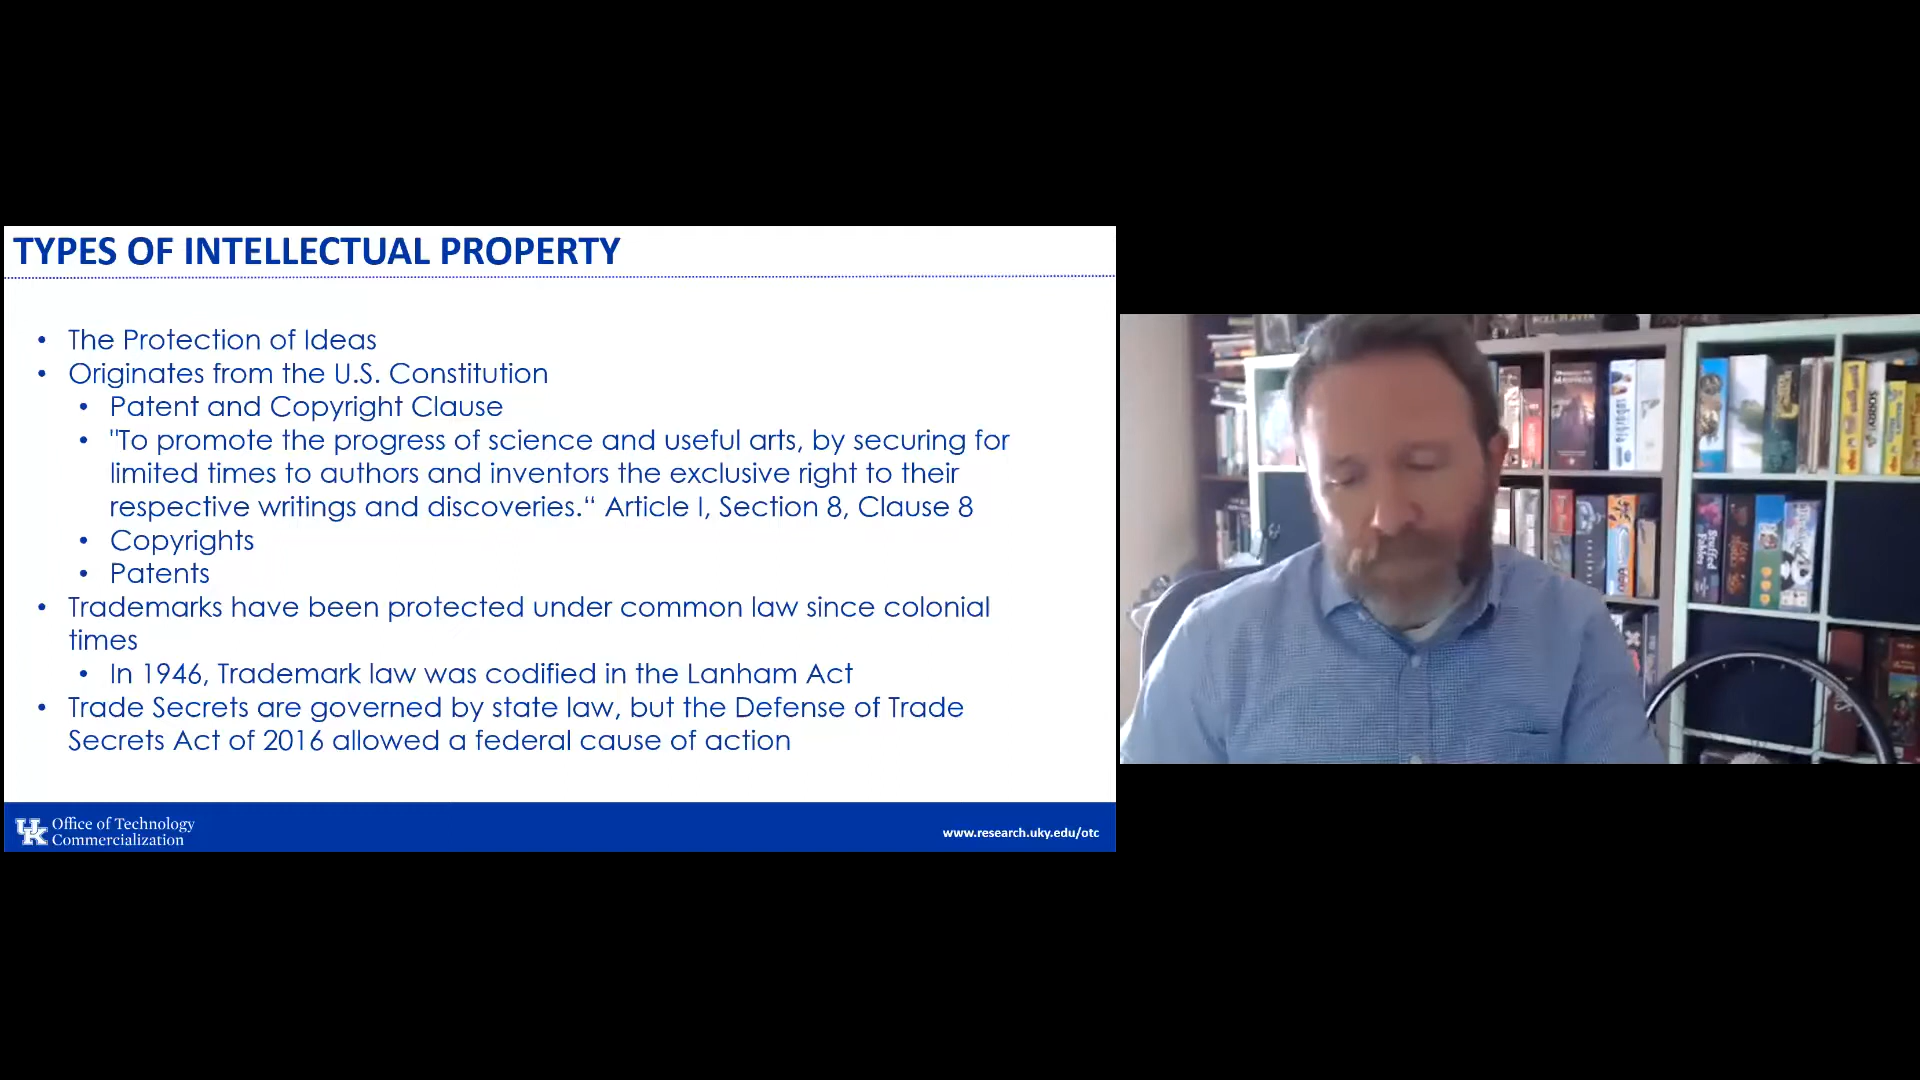 TYPES OF INTELLECTUAL PROPERTY
• The Protection of Ideas
• Originates from the U.S. Constitution
• Patent and Copyright Clause
• "To promote the progress of science and useful arts, by securing for
limited times to authors and inventors the exclusive right to their
respective writings and discoveries.“ Article I, Section 8, Clause 8
• Copyrights
• Patents
• Trademarks have been protected under common law since colonial
times
• In 1946, Trademark law was codified in the Lanham Act
• Trade Secrets are governed by state law, but the Defense of Trade
Secrets Act of 2016 allowed a federal cause of action
UK Office of Technology
Commercialization
www.research.uky.edu/otc
SORRY!